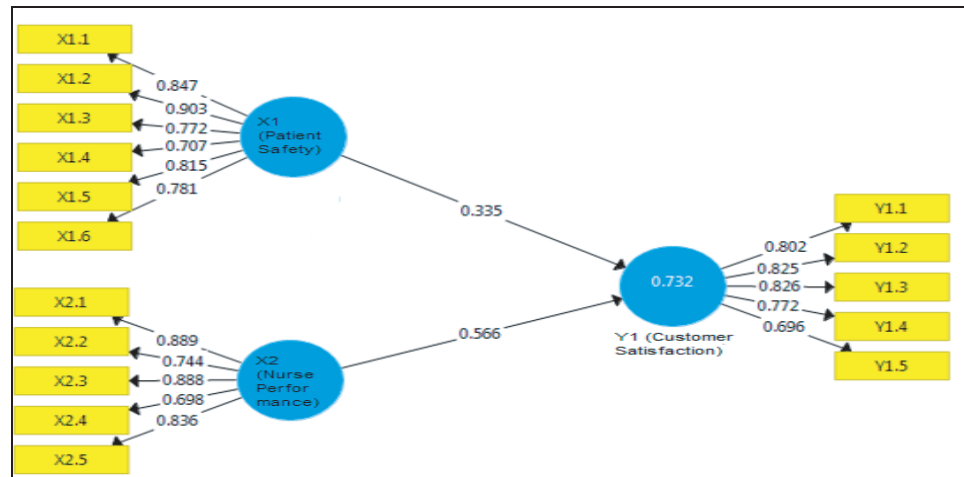 X1.1
X1.2
X1.3
X1.4
X1.5
X1.6
0.847
0.903
0.772
0.707
0.815
0.781
X1
(Patient
Safety)
0.335
X2.1
X2.2
X2.3
X2.4
X2.5
0.889
0.744
0.888
0.698
0.836
X2
(Nurse
Perfor
mance)
0.566
0.732
Y1 (Customer
Satisfaction)
0.802
0.825
0.826
0.772
0.696
Y1.1
Y1.2
Y1.3
Y1.4
Y1.5